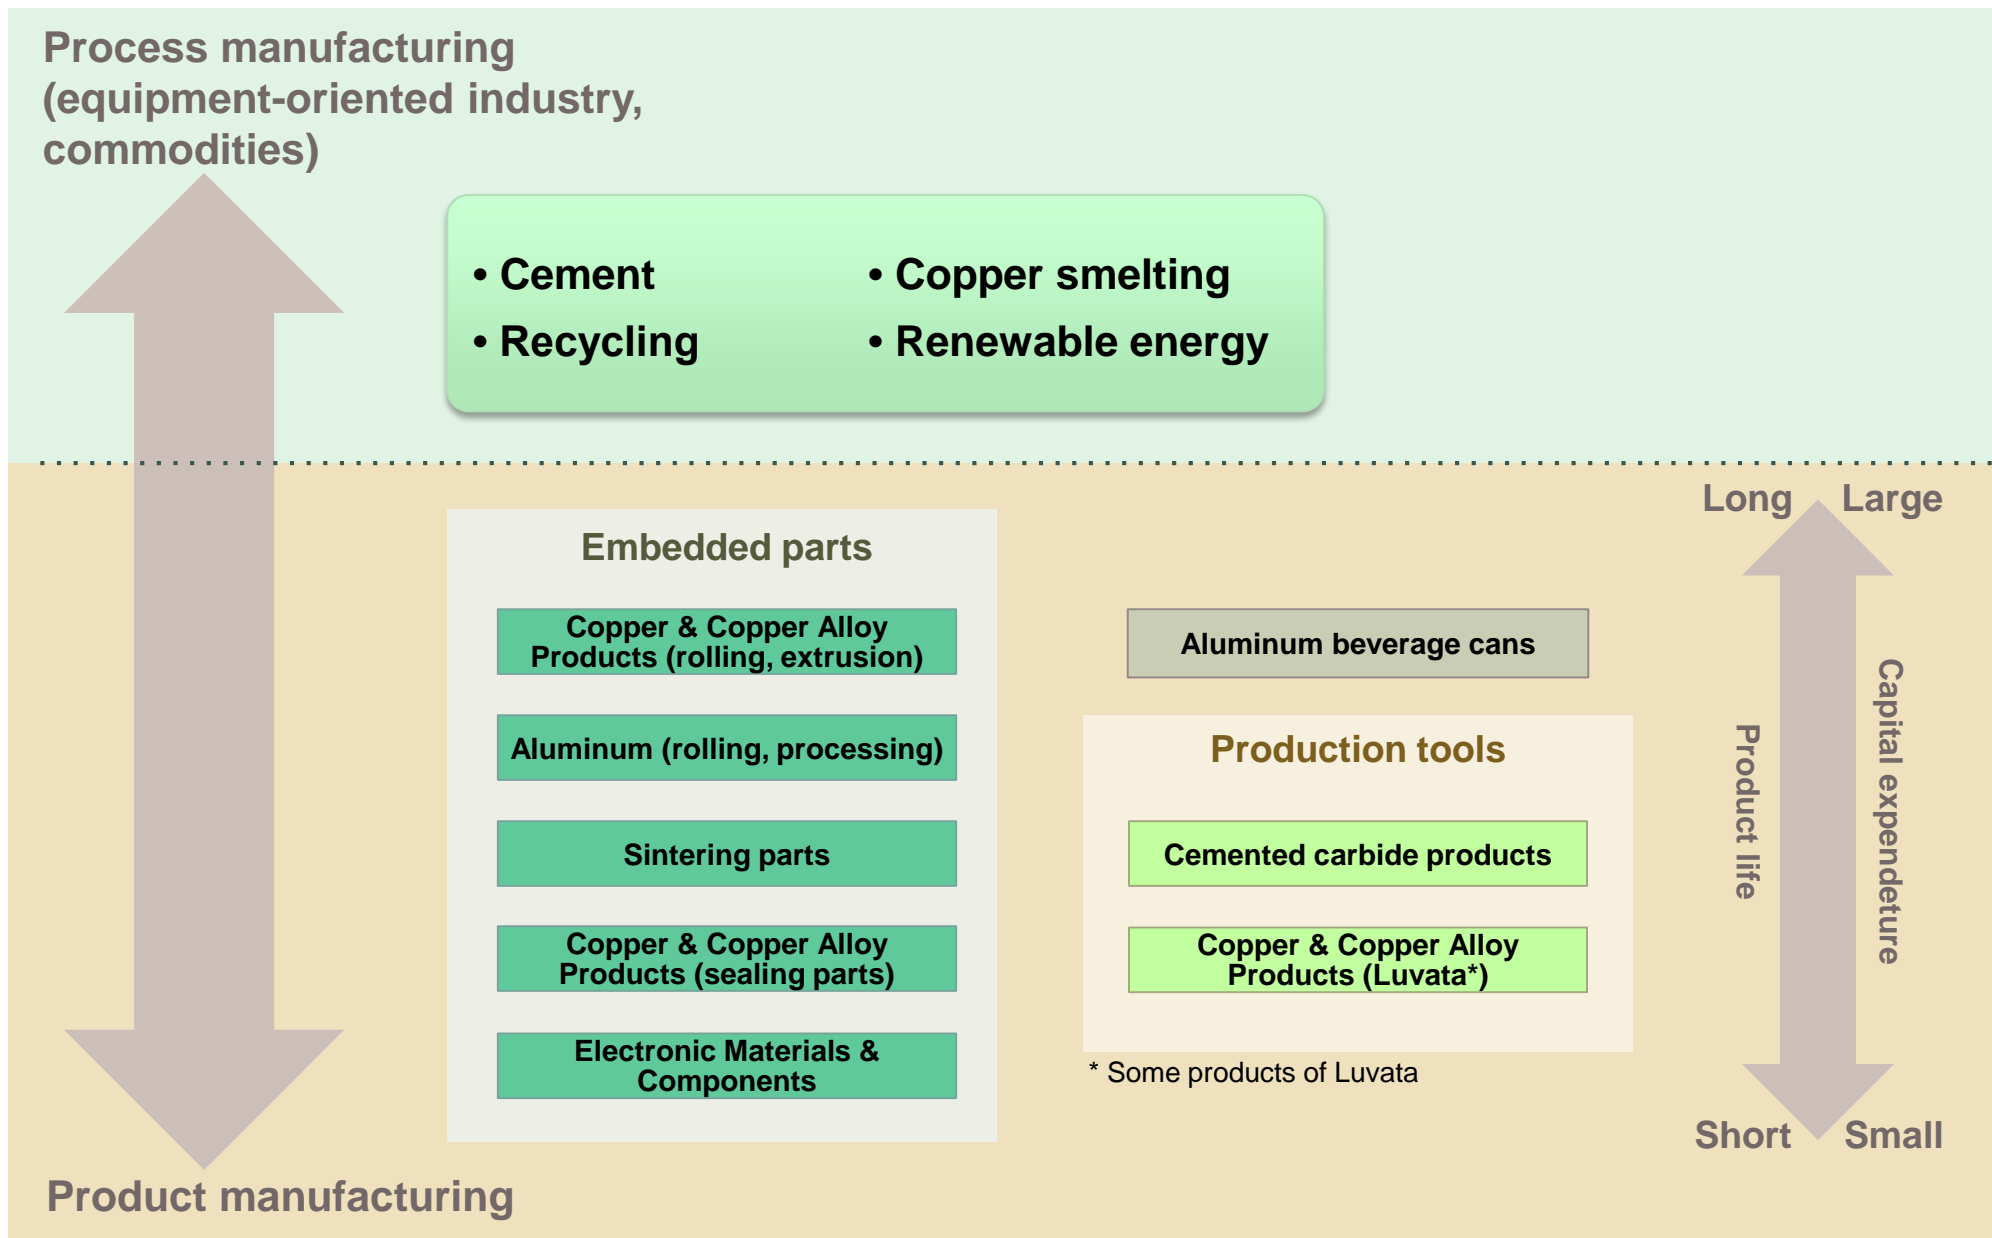 Process manufacturing
(equipment-oriented industry,
commodities)
• Cement
• Recycling
• Copper smelting
• Renewable energy
Embedded parts
Copper & Copper Alloy
Products (rolling, extrusion)
Aluminum (rolling, processing)
Sintering parts
Copper & Copper Alloy
Products (sealing parts)
Electronic Materials &
Components
Aluminum beverage cans
Production tools
Cemented carbide products
Copper & Copper Alloy
Products (Luvata*)
* Some products of Luvata
Long
Large
Product life
Capital expendeture
Short
Small
Product manufacturing